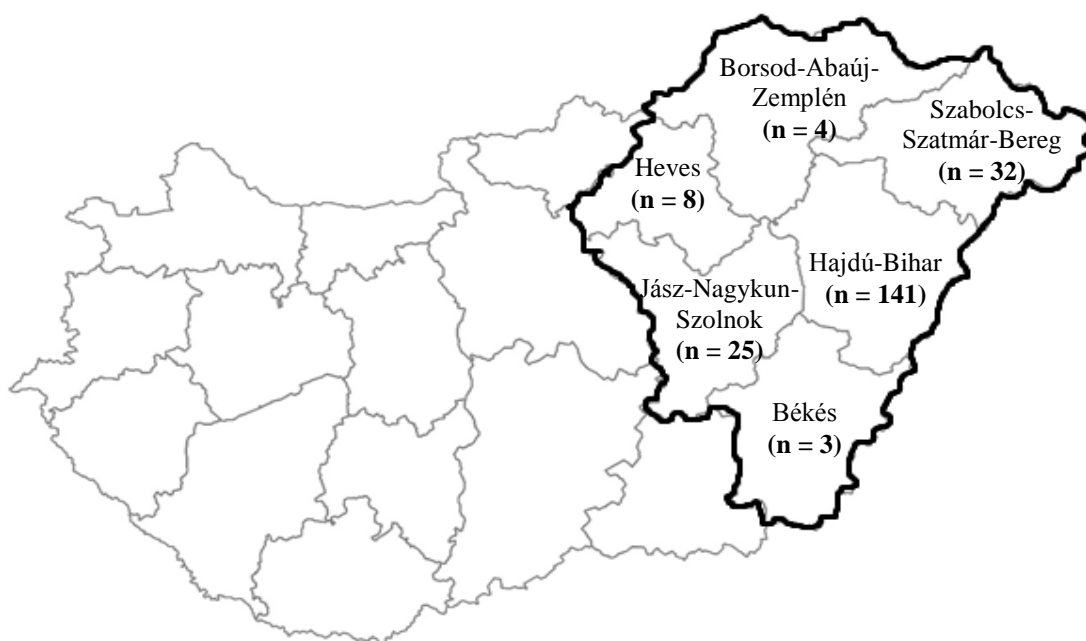 Borsod-Abaúj-
Zemplén
(n = 4)
Szabolcs-
Szatmár-Bereg
(n = 32)
Heves
(n = 8)
Hajdú-Bihar
(n = 141)
Jász-Nagykun-
Szolnok
(n = 25)
Békés
(n = 3)